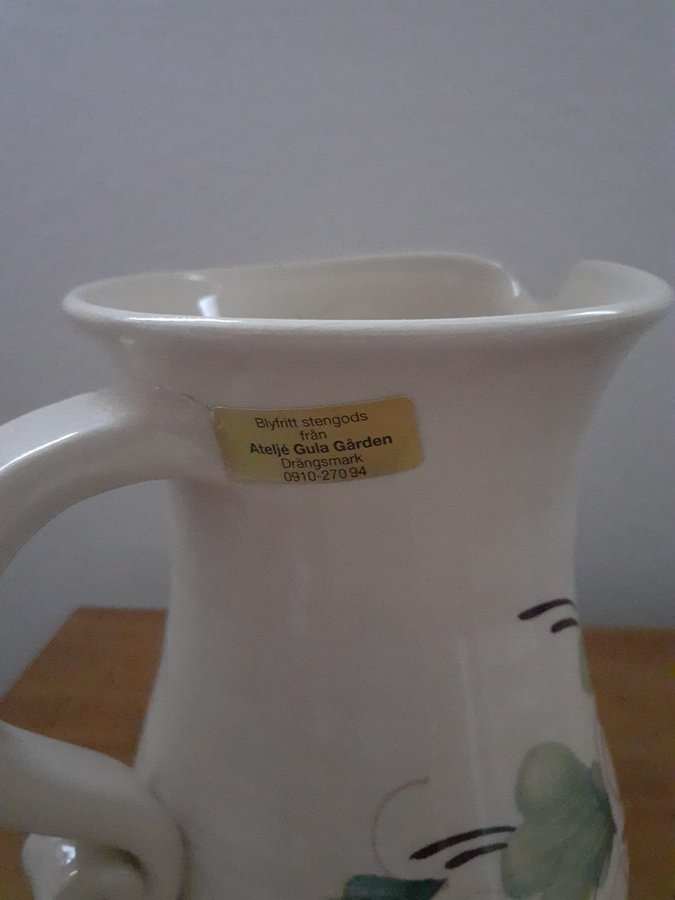 Blyfritt stengods
från
Ateljé Gula Gården
Drängsmark
0910-270 94